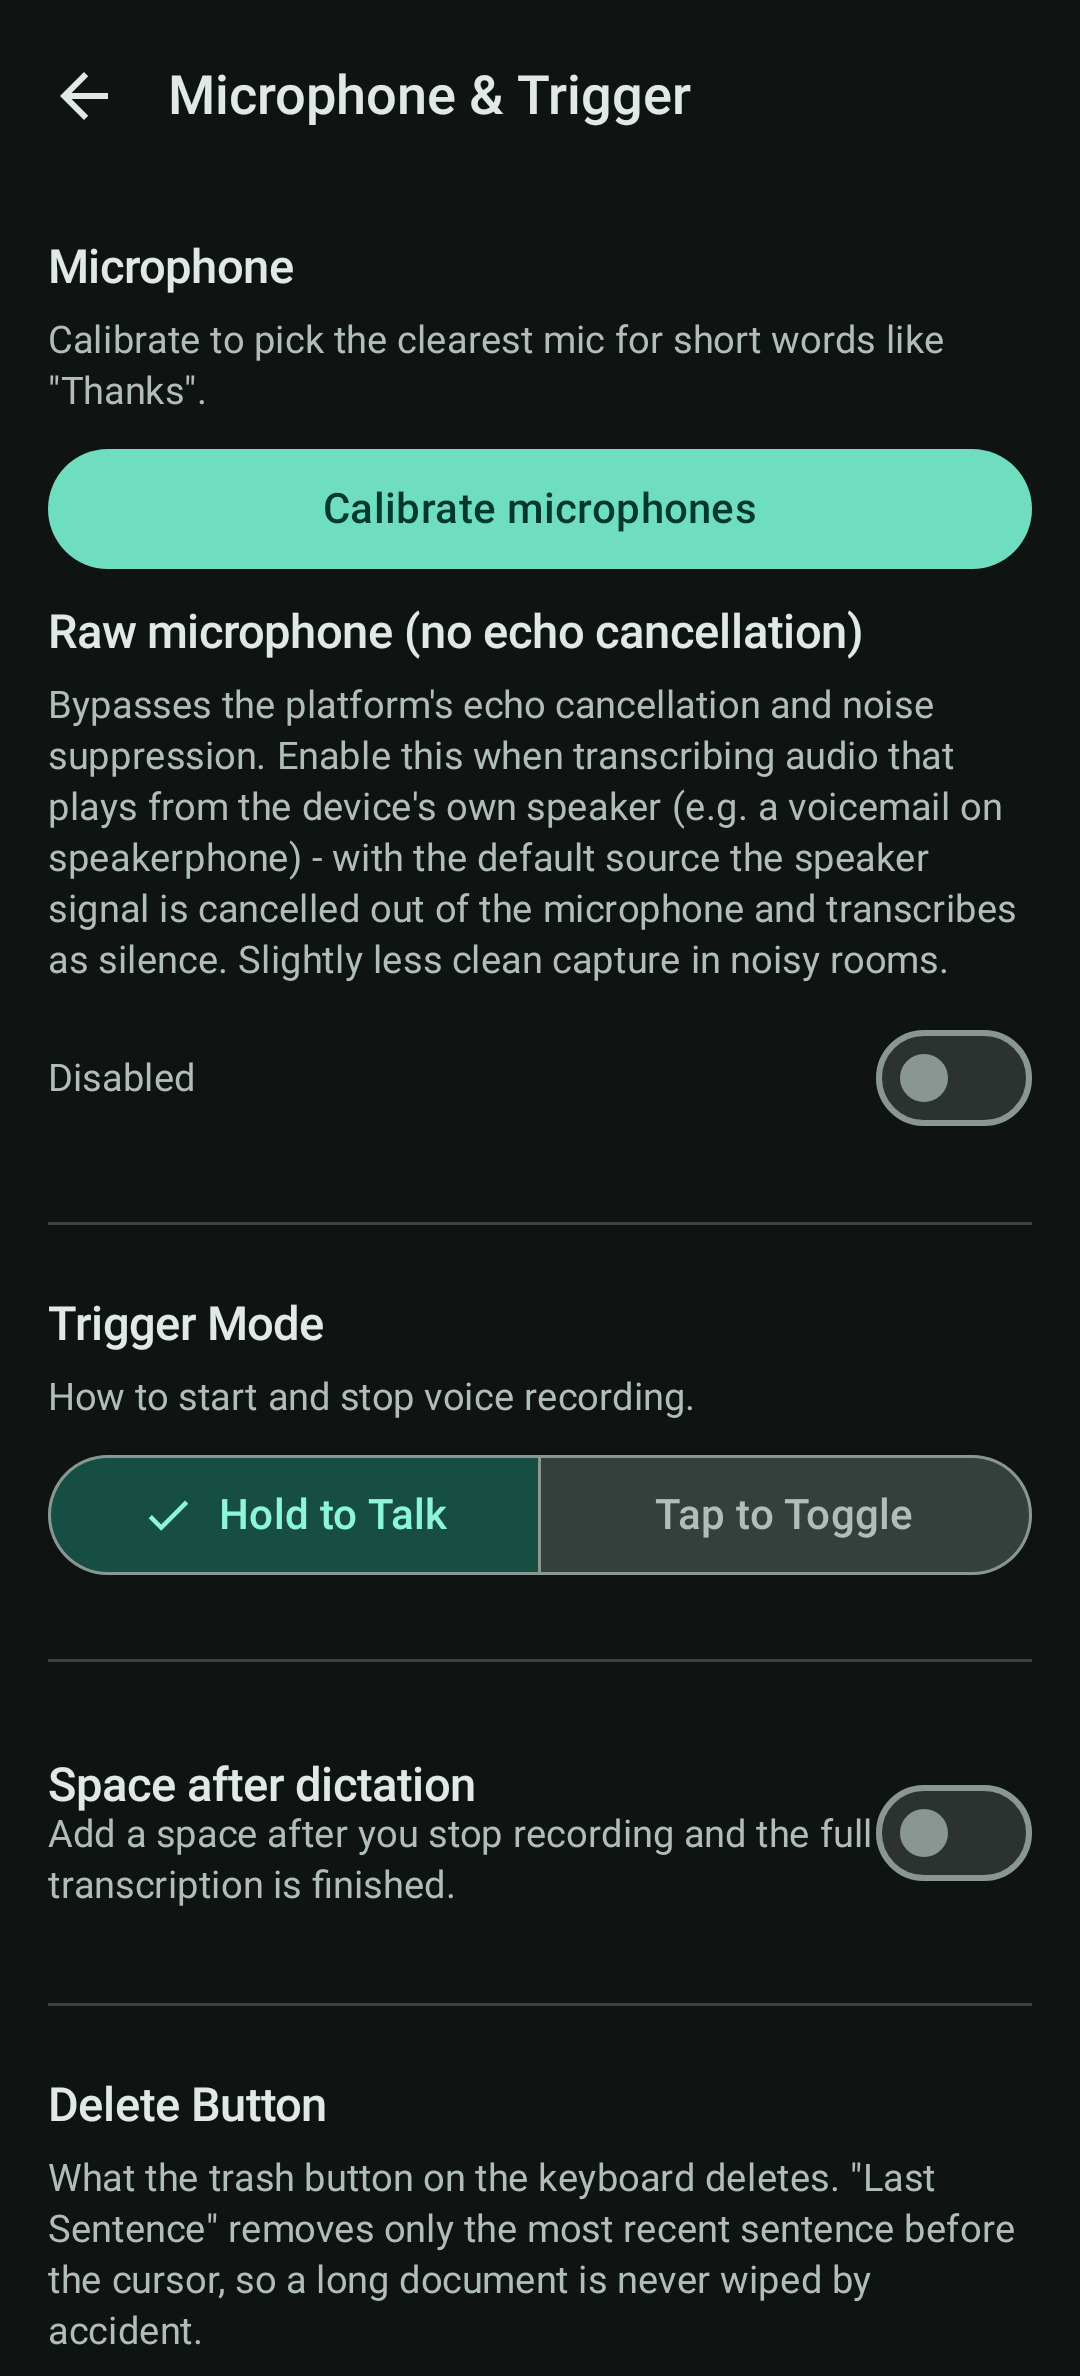 Microphone & Trigger
Microphone
Calibrate to pick the clearest mic for short words like
"Thanks".
Calibrate microphones
Raw microphone (no echo cancellation)
Bypasses the platform's echo cancellation and noise
suppression. Enable this when transcribing audio that
plays from the device's own speaker (e.g. a voicemail on
speakerphone) - with the default source the speaker
signal is cancelled out of the microphone and transcribes
as silence. Slightly less clean capture in noisy rooms.
Disabled
Trigger Mode
How to start and stop voice recording.
Hold to Talk
Tap to Toggle
Space after dictation
Add a space after you stop recording and the full
transcription is finished.
Delete Button
What the trash button on the keyboard deletes. "Last
Sentence" removes only the most recent sentence before
the cursor, so a long document is never wiped by
accident.